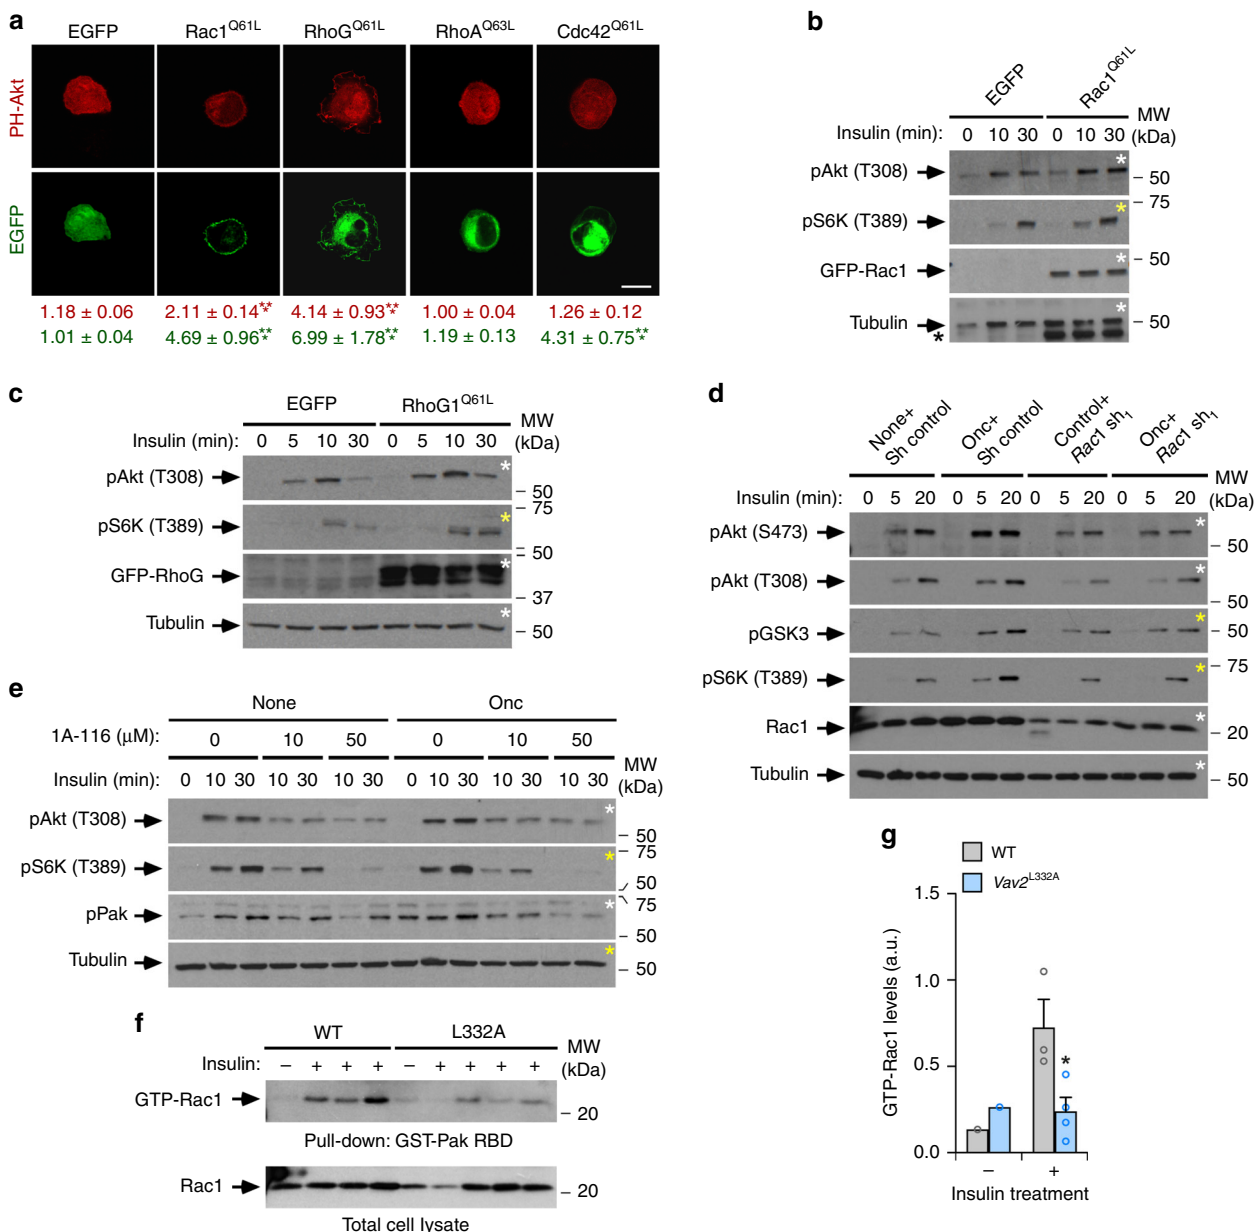 a
EGFP Rac1Q61L RhoGQ61L RhoAQ63L Cdc42Q61L
PH-Akt
EGFP
1.18 ± 0.06 2.11 ± 0.14** 4.14 ± 0.93** 1.00 ± 0.04 1.26 ± 0.12
1.01 ± 0.04 4.69 ± 0.96** 6.99 ± 1.78** 1.19 ± 0.13 4.31 ± 0.75**
b
EGFP Rac1Q61L
MW
Insulin (min): 0 10 30 0 10 30 (kDa)
pAkt (T308) * – 50
– 75
pS6K (T389) *
– 50
GFP-Rac1 *
Tubulin * – 50
*
c
EGFP RhoG1Q61L
MW
Insulin (min): 0 5 10 30 0 5 10 30 (kDa)
pAkt (T308) * – 50
– 75
pS6K (T389) *
– 50
GFP-RhoG *
– 37
Tubulin * – 50
d
None+ Sh control
Onc+ Sh control
Control+ Rac1 sh1
Onc+ Rac1 sh1
MW
Insulin (min): 0 5 20 0 5 20 0 5 20 0 5 20 (kDa)
pAkt (S473) * – 50
pAkt (T308) * – 50
pGSK3 * – 50
– 75
pS6K (T389) *
Rac1 * – 20
Tubulin * – 50
e
None Onc
1A-116 (μM): 0 10 50 0 10 50
MW
Insulin (min): 0 10 30 10 30 10 30 0 10 30 10 30 10 30 (kDa)
pAkt (T308) * – 50
– 75
pS6K (T389) *
50
75
pPak *
– 50
Tubulin * – 50
f
WT L332A
MW
Insulin: – + + + – + + + + (kDa)
GTP-Rac1 – 20
Pull-down: GST-Pak RBD
Rac1 – 20
Total cell lysate
g
WT
Vav2L332A
GTP-Rac1 levels (a.u.)
1.5
1.0
0.5
0.0
*
– +
Insulin treatment